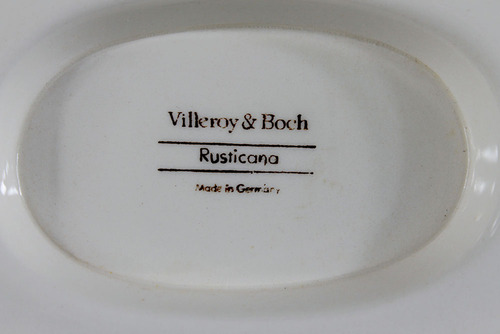 Villeroy & Boch
Rusticana
Made in Germany